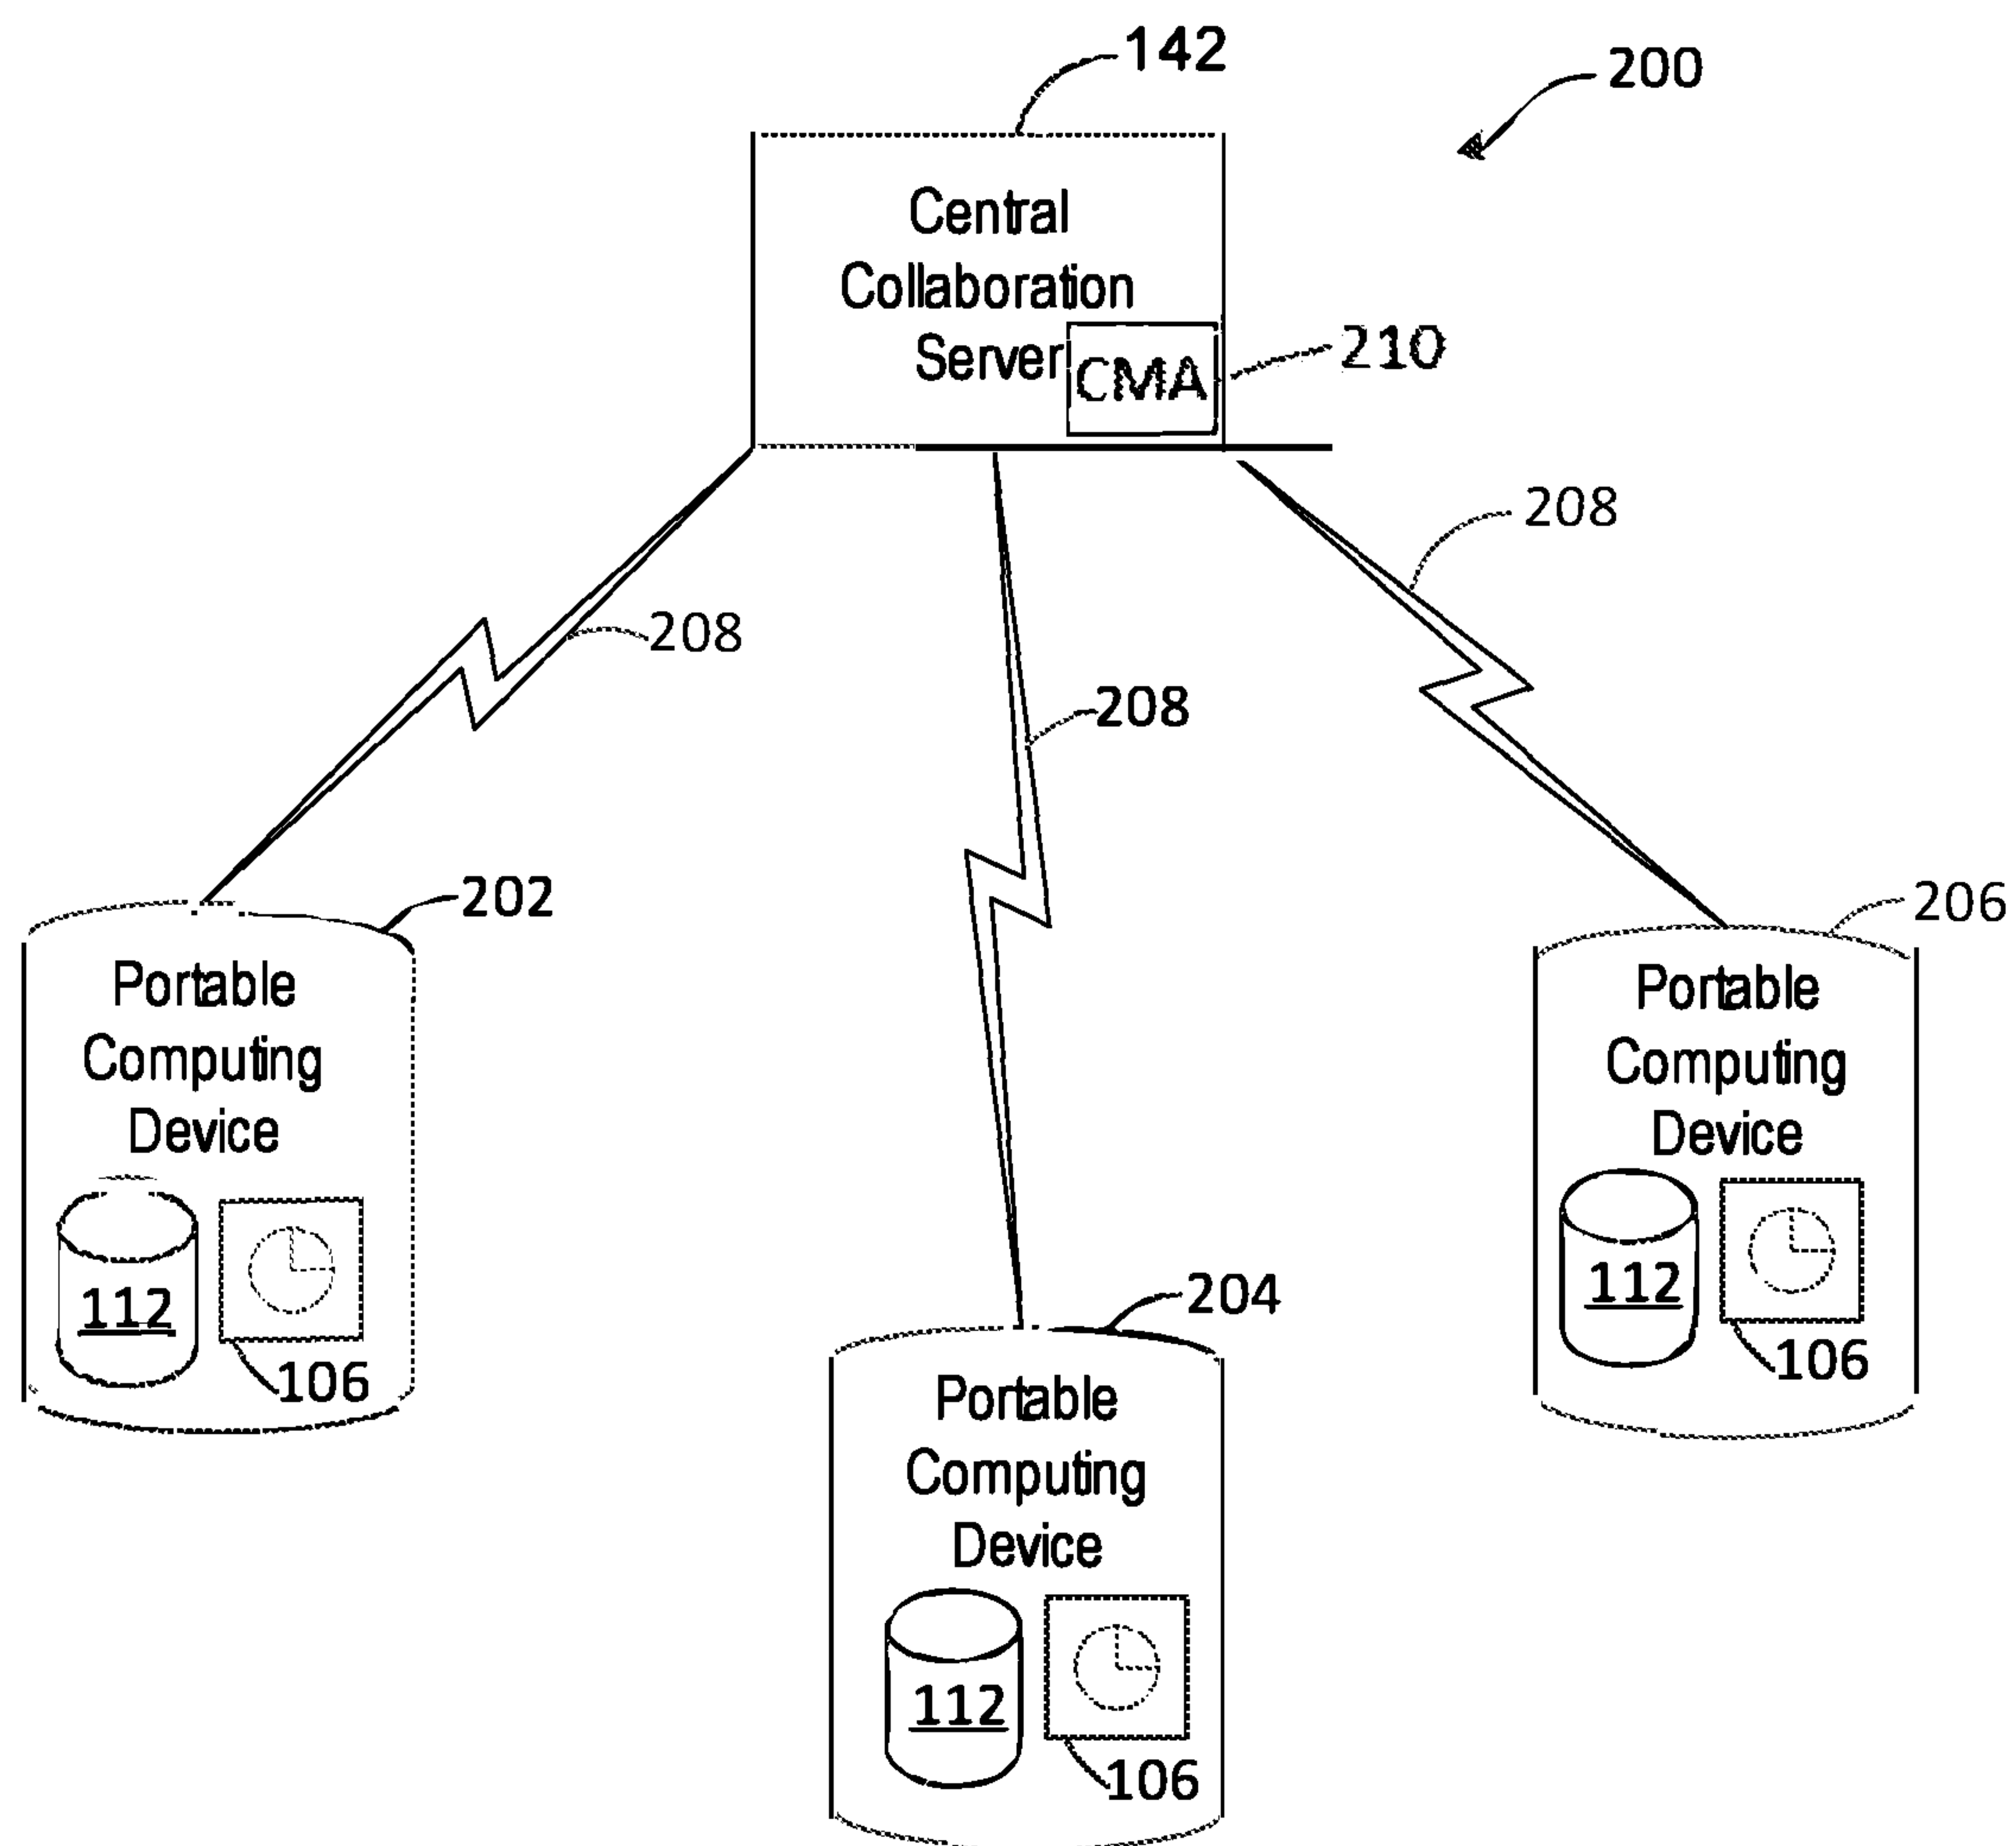 142
200
Central
Collaboration
Server
CMA
210
208
208
208
202
206
Portable
Computing
Device
112
106
Portable
Computing
Device
112
106
204
Portable
Computing
Device
112
106